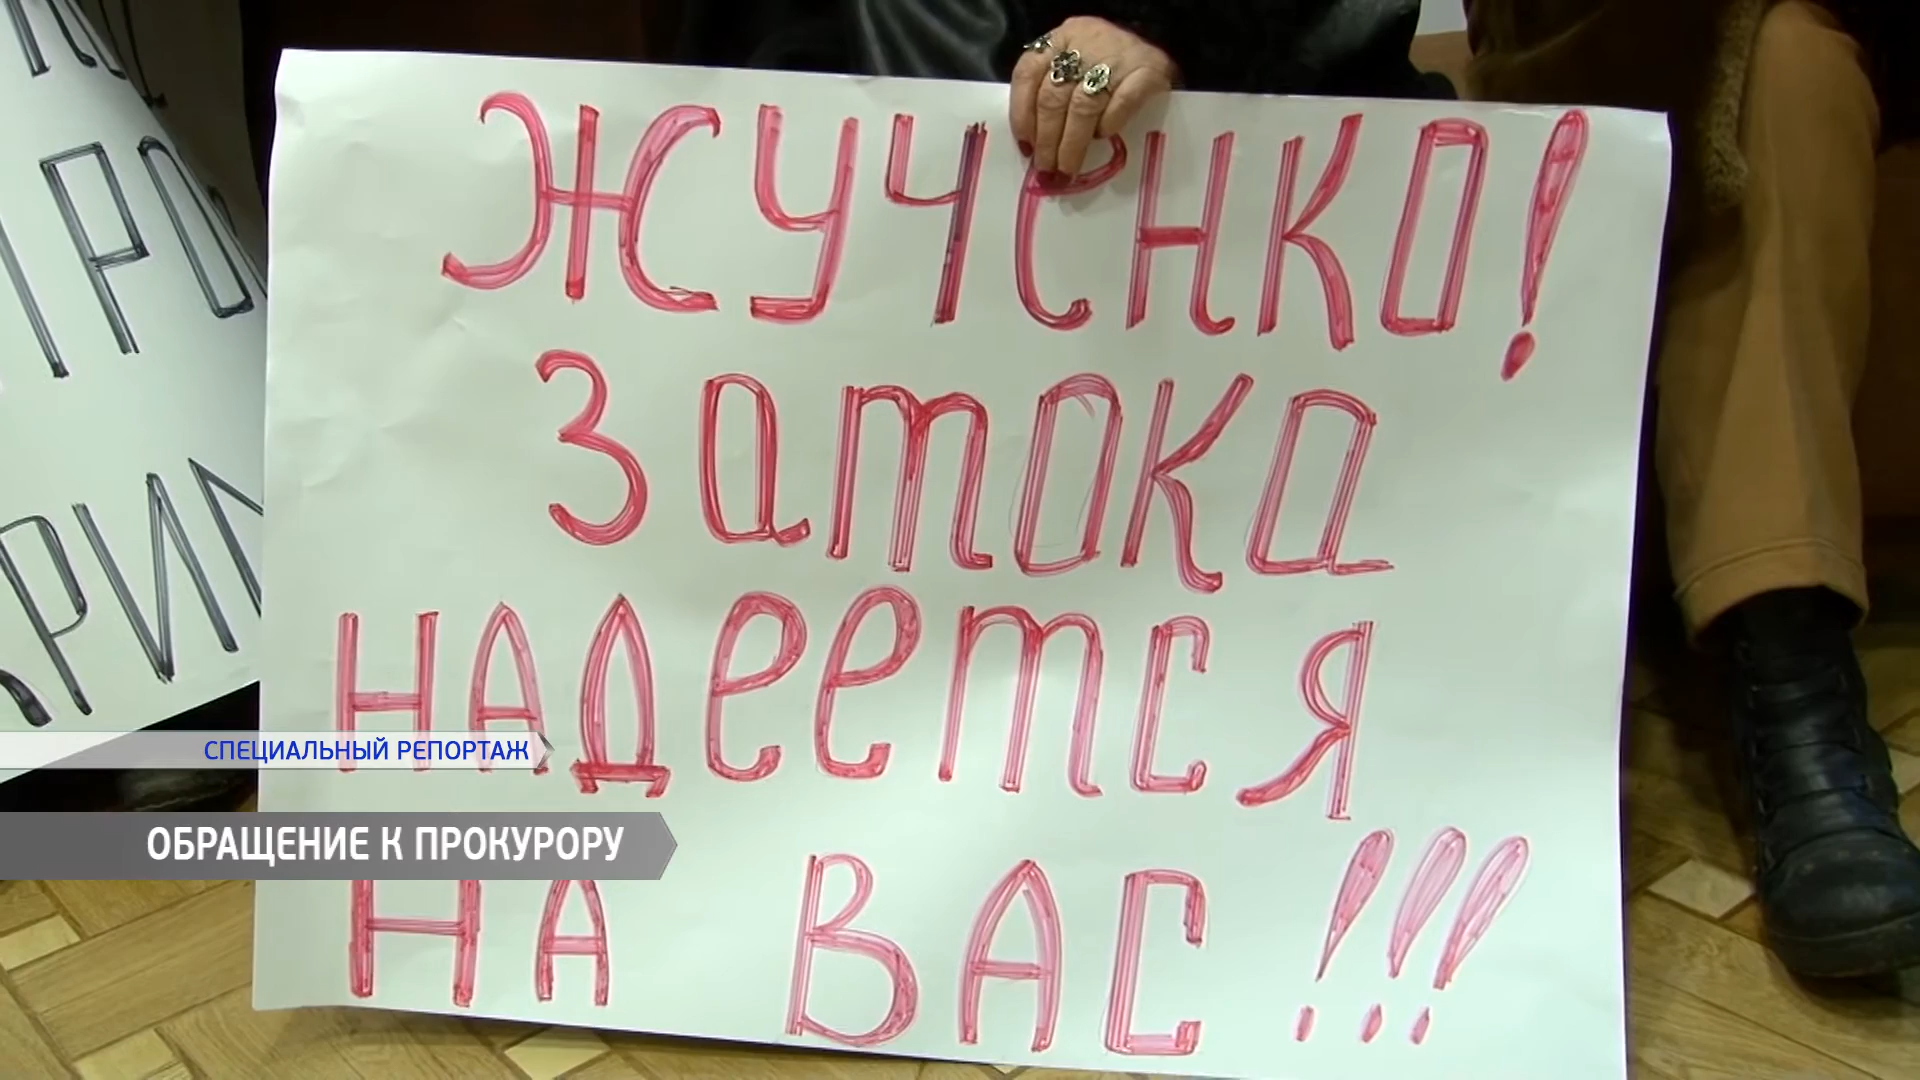 Жученко!
Затока
надеется
на ВАС!!!
СПЕЦИАЛЬНЫЙ РЕПОРТАЖ
ОБРАЩЕНИЕ К ПРОКУРОРУ